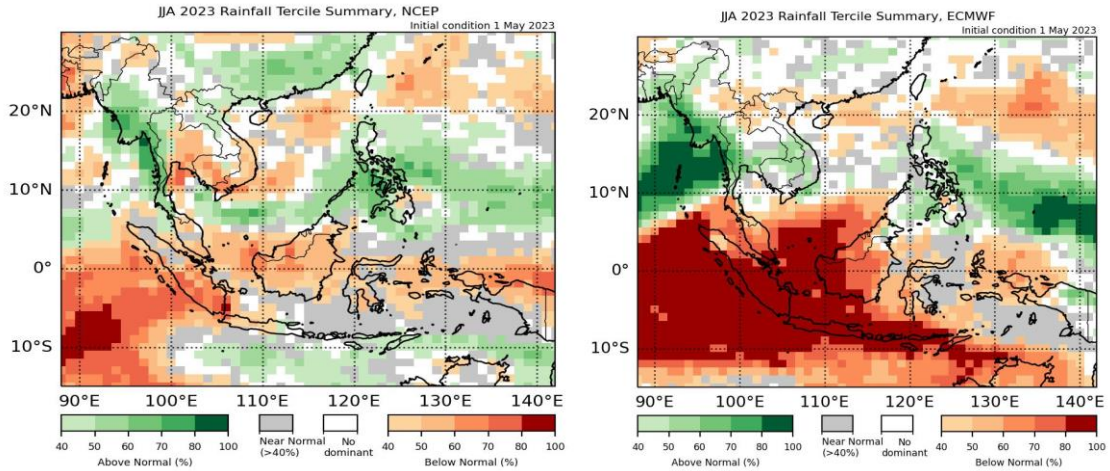 JJA 2023 Rainfall Tercile Summary, NCEP
Initial condition 1 May 2023
20°N
10°N
0°
10°S
90°E 100°E 110°E 120°E 130°E 140°E
40 50 60 70 80 100
Above Normal (%)
Near Normal
(>40%)
No
dominant
40 50 60 70 80 100
Below Normal (%)
JJA 2023 Rainfall Tercile Summary, ECMWF
Initial condition 1 May 2023
20°N
10°N
0°
10°S
90°E 100°E 110°E 120°E 130°E 140°E
40 50 60 70 80 100
Above Normal (%)
Near Normal
(>40%)
No
dominant
40 50 60 70 80 100
Below Normal (%)